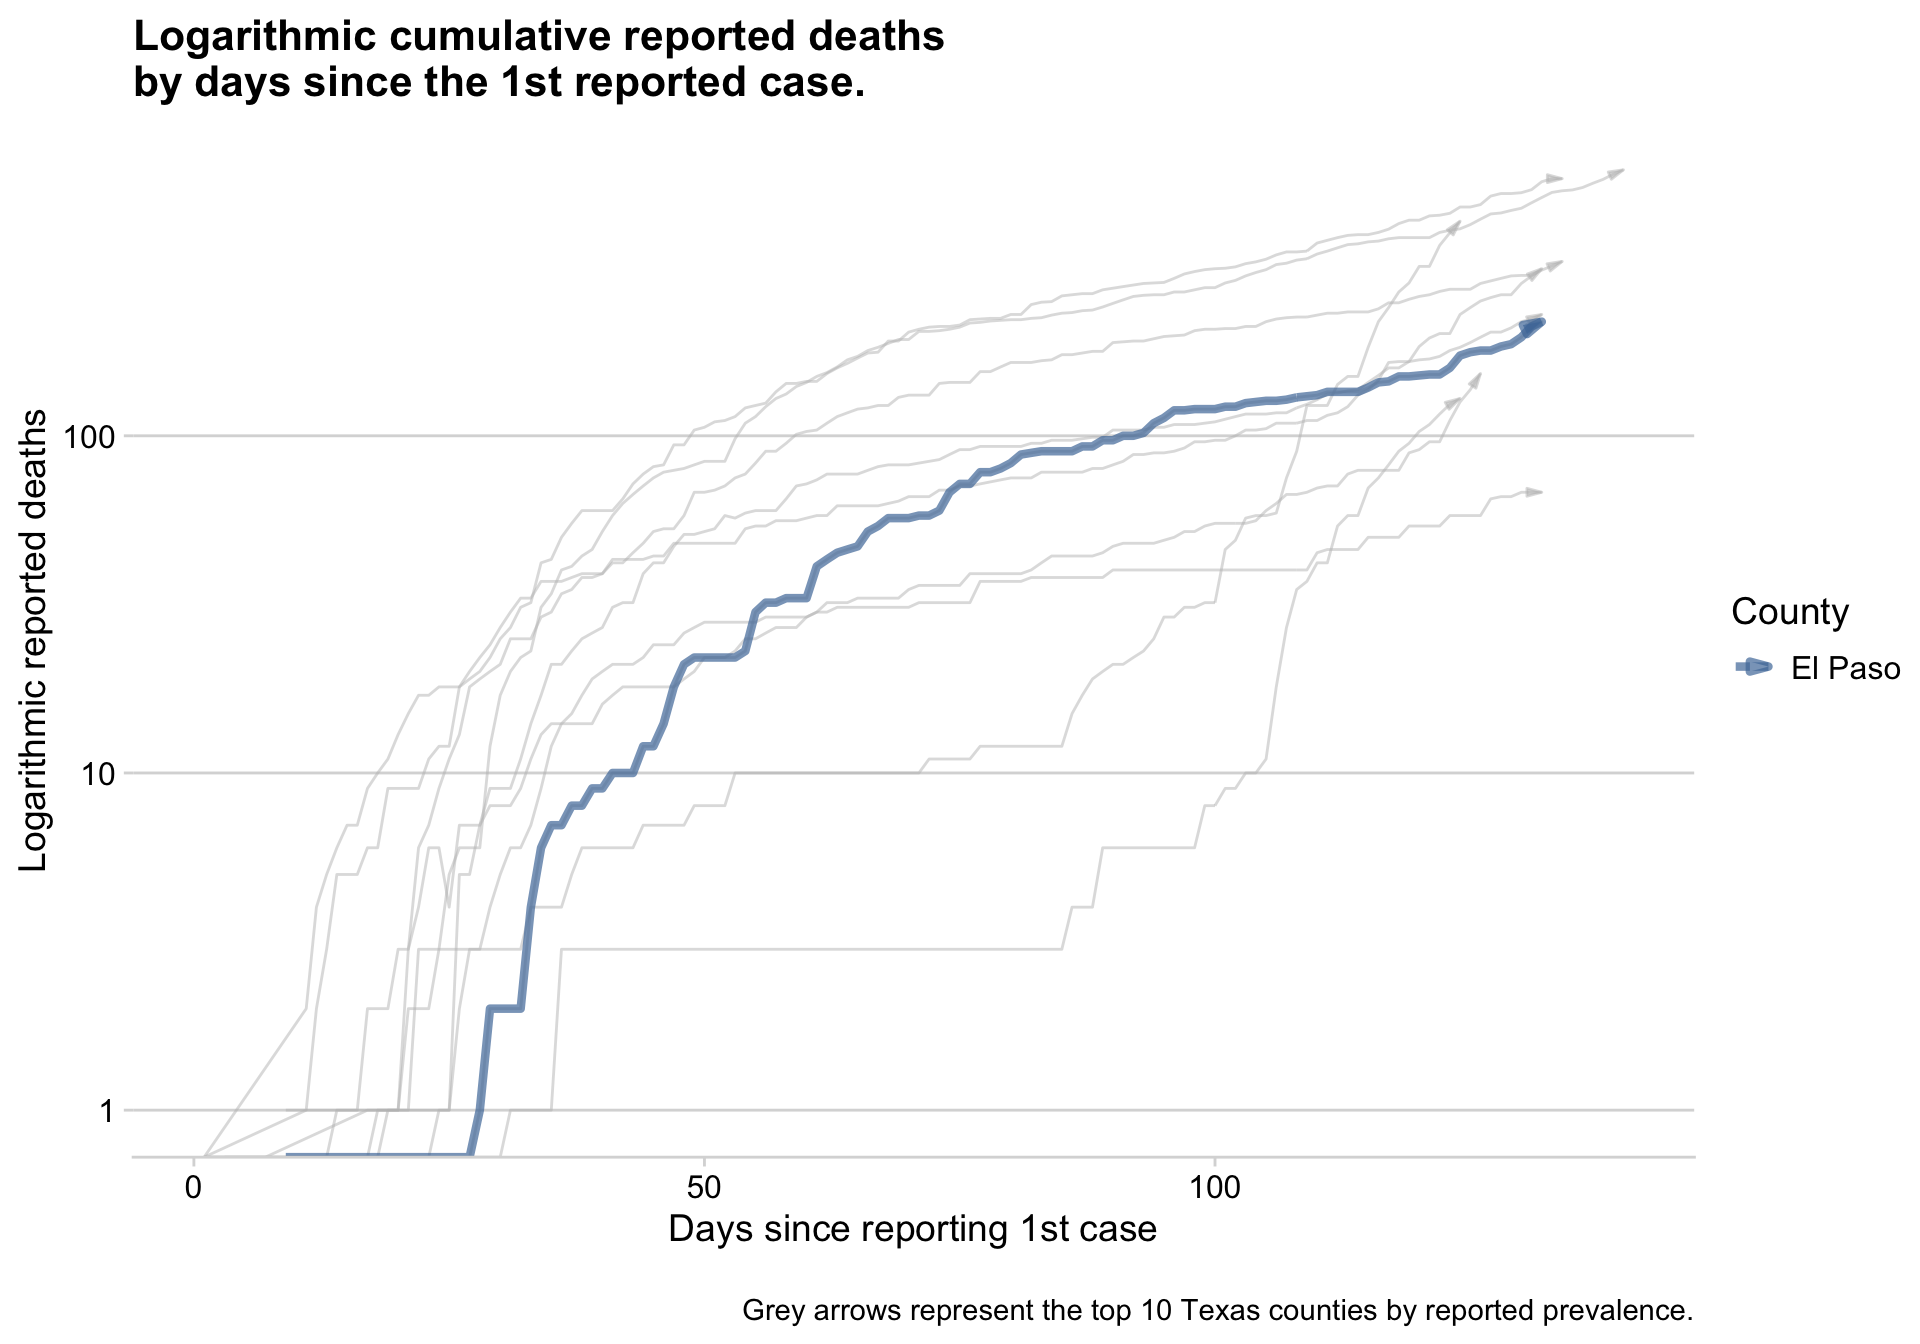 Logarithmic cumulative reported deaths
by days since the 1st reported case.
Logarithmic reported deaths
100
10
1
0
50
100
Days since reporting 1st case
County
El Paso
Grey arrows represent the top 10 Texas counties by reported prevalence.